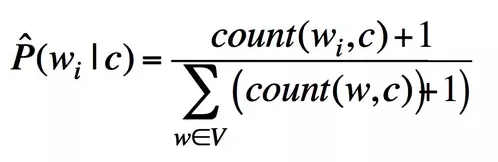 P̂(wᵢ | c) = (count(wᵢ,c)+1) / (∑_{w∈V} (count(w,c))+1))